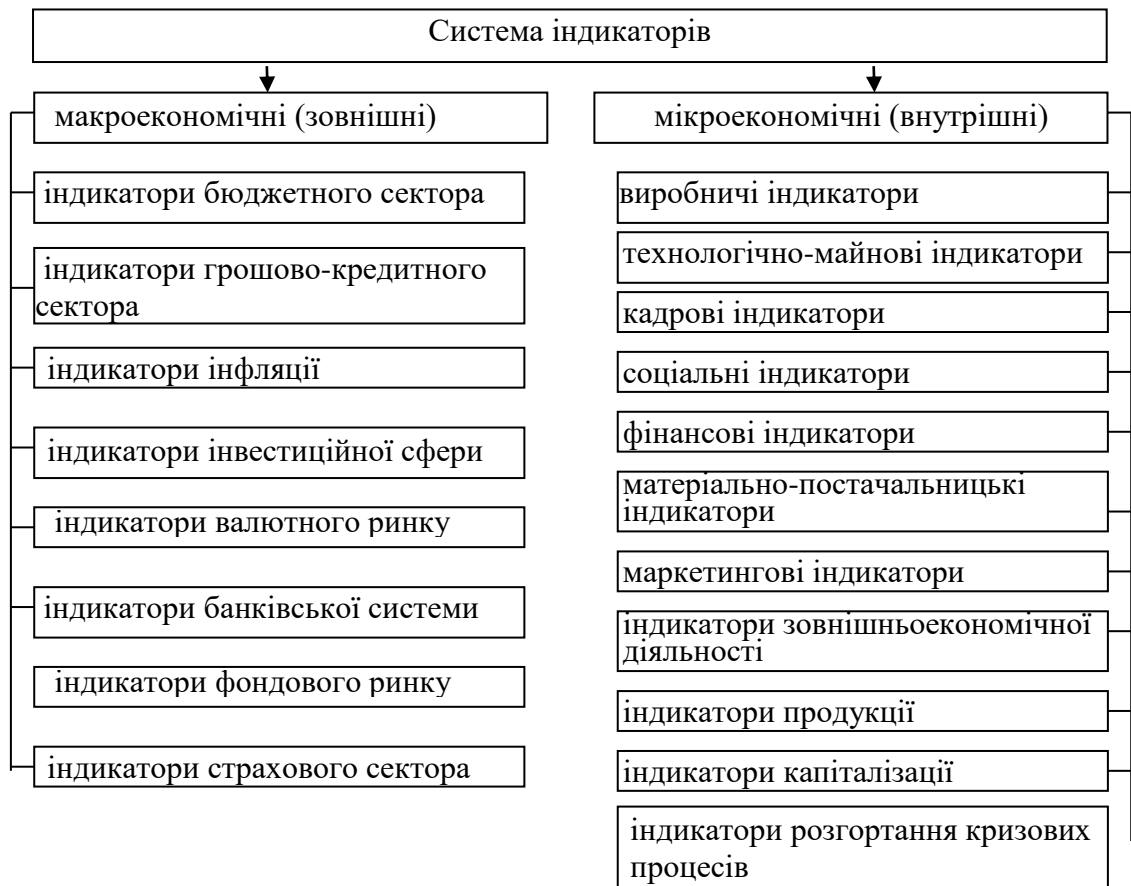 Система індикаторів
макроекономічні (зовнішні)
індикатори бюджетного сектора
індикатори грошово-кредитного
сектора
індикатори інфляції
індикатори інвестиційної сфери
індикатори валютного ринку
індикатори банківської системи
індикатори фондового ринку
індикатори страхового сектора
мікроекономічні (внутрішні)
виробничі індикатори
технологічно-майнові індикатори
кадрові індикатори
соціальні індикатори
фінансові індикатори
матеріально-постачальницькі
індикатори
маркетингові індикатори
індикатори зовнішньоекономічної
діяльності
індикатори продукції
індикатори капіталізації
індикатори розгортання кризових
процесів